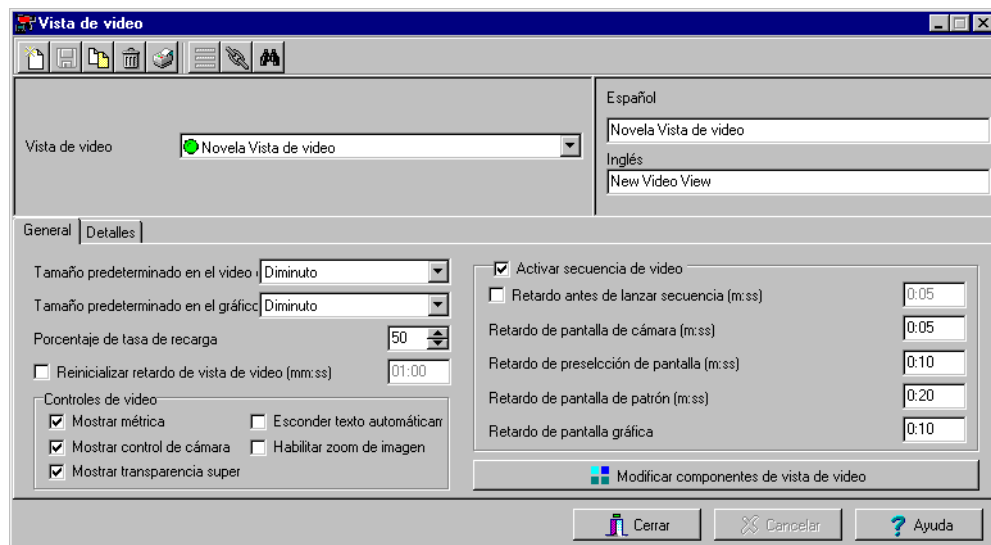 Vista de video
Español
Vista de video
Novela Vista de video
Novela Vista de video
Inglés
New Video View
General
Detalles
Tamaño predeterminado en el video
Diminuto
Tamaño predeterminado en el gráfico
Diminuto
Porcentaje de tasa de recarga
50
Reinicializar retardo de vista de video (mm:ss)
01:00
Controles de video
Mostrar métrica
Esconder texto automáticam
Mostrar control de cámara
Habilitar zoom de imagen
Mostrar transparencia super
Activar secuencia de video
Retardo antes de lanzar secuencia (m:ss)
0:05
Retardo de pantalla de cámara (m:ss)
0:05
Retardo de preselcción de pantalla (m:ss)
0:10
Retardo de pantalla de patrón (m:ss)
0:20
Retardo de pantalla gráfica
0:10
Modificar componentes de vista de video
Cerrar
Cancelar
Ayuda